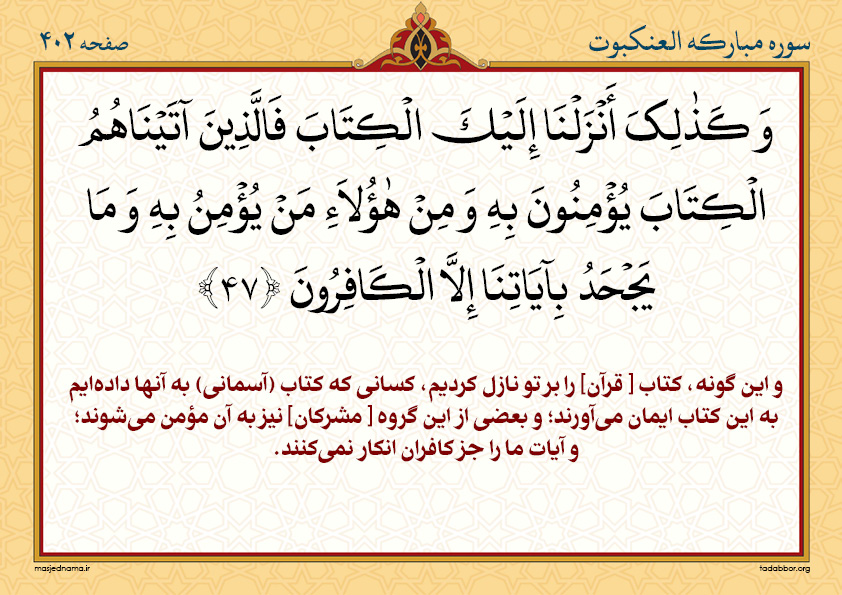 سوره مبارکه العنکبوت
صفحه ۴۰۲
وَ کَذٰلِکَ أَنْزَلْنَا إِلَيْكَ الْكِتَابَ فَالَّذِينَ آتَيْنَاهُمُ
الْكِتَابَ يُؤْمِنُونَ بِهِ وَ مِنْ هٰؤُلاَءِ مَنْ يُؤْمِنُ بِهِ وَ مَا
يَجْحَدُ بِآيَاتِنَا إِلاَّ الْكَافِرُونَ ﴿۴۷﴾
و این گونه، کتاب [ قرآن] را بر تو نازل کردیم، کسانی که کتاب (آسمانی) به آنها داده‌ایم
به این کتاب ایمان می‌آورند؛ و بعضی از این گروه [ مشرکان] نیز به آن مؤمن می‌شوند؛
و آیات ما را جز کافران انکار نمی‌کنند.
masjednama.ir
tadabbor.org